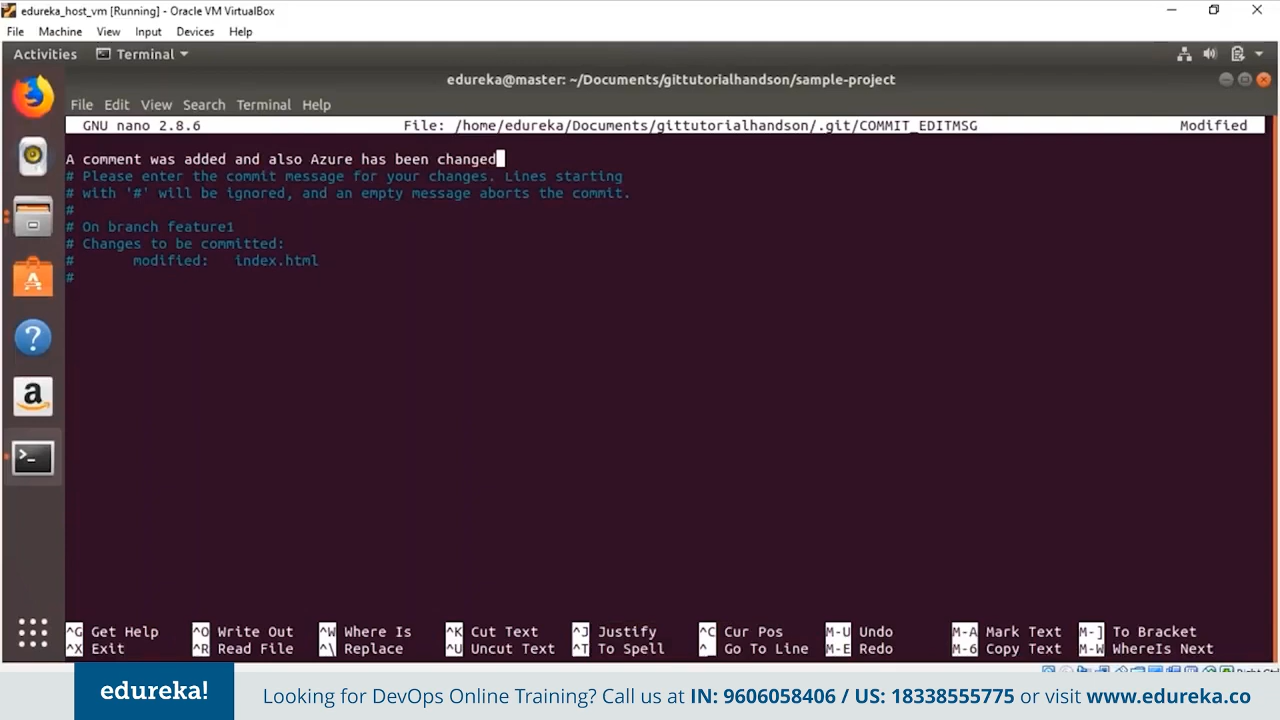 edureka_host_vm [Running] - Oracle VM VirtualBox
File Machine View Input Devices Help
Activities Terminal
edureka@master: ~/Documents/gittutorialhandson/sample-project
File Edit View Search Terminal Help
GNU nano 2.8.6 File: /home/edureka/Documents/gittutorialhandson/.git/COMMIT_EDITMSG Modified
A comment was added and also Azure has been changed
# Please enter the commit message for your changes. Lines starting
# with '#' will be ignored, and an empty message aborts the commit.
#
# On branch feature1
# Changes to be committed:
# modified: index.html
#
^G Get Help ^O Write Out ^W Where Is ^K Cut Text ^J Justify ^C Cur Pos M-U Undo M-A Mark Text M-] To Bracket
^X Exit ^R Read File ^\ Replace ^U Uncut Text ^T To Spell ^_ Go To Line M-E Redo M-6 Copy Text M-W WhereIs Next
edureka!
Looking for DevOps Online Training? Call us at IN: 9606058406 / US: 18338555775 or visit www.edureka.co